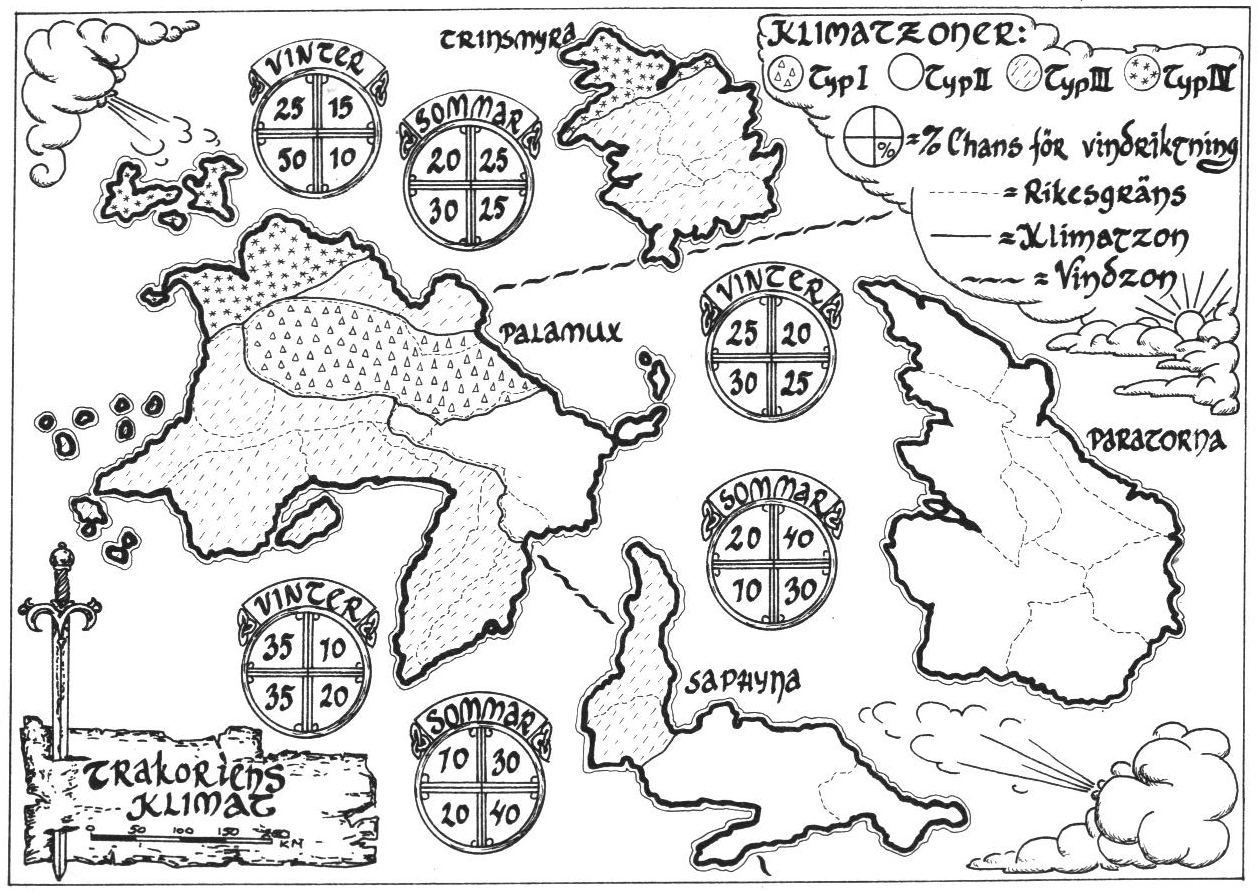 TRINSMYRA
KLIMATZONER:
Typ I Typ II Typ III Typ IV
% =% Chans för vindriktning
= Rikesgräns
= Klimatzon
= Vindzon
VINTER
25 15
50 10
SOMMAR
20 25
30 25
PALAMUX
VINTER
25 20
30 25
PARATORNA
SOMMAR
20 40
10 30
VINTER
35 10
35 20
SAPHYNA
SOMMAR
10 30
20 40
TRAKORIENS
KLIMAT
0 50 100 150 200
KM